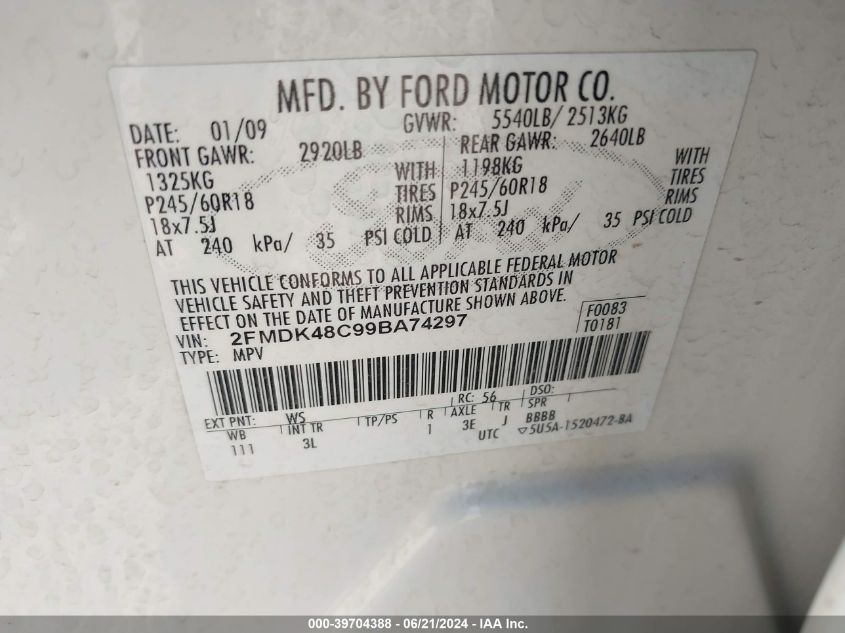 MFD. BY FORD MOTOR CO.
DATE: 01/09 GVWR: 5540LB/ 2513KG
FRONT GAWR: 2920LB REAR GAWR: 2640LB
1325KG WITH 1198KG WITH
P245/60R18 TIRES P245/60R18 TIRES
18x7.5J RIMS 18x7.5J RIMS
AT 240 kPa/ 35 PSI COLD AT 240 kPa/ 35 PSI COLD
THIS VEHICLE CONFORMS TO ALL APPLICABLE FEDERAL MOTOR
VEHICLE SAFETY AND THEFT PREVENTION STANDARDS IN
EFFECT ON THE DATE OF MANUFACTURE SHOWN ABOVE.
VIN: 2FMDK48C99BA74297 F0083
TYPE: MPV T0181
EXT PNT: WS RC: 56 DSO:
WB INT TR TP/PS R AXLE TR SPR
111 3L 1 3E J BBBB
UTC ▽5U5A-1520472-BA
000-39704388 - 06/21/2024 - IAA Inc.